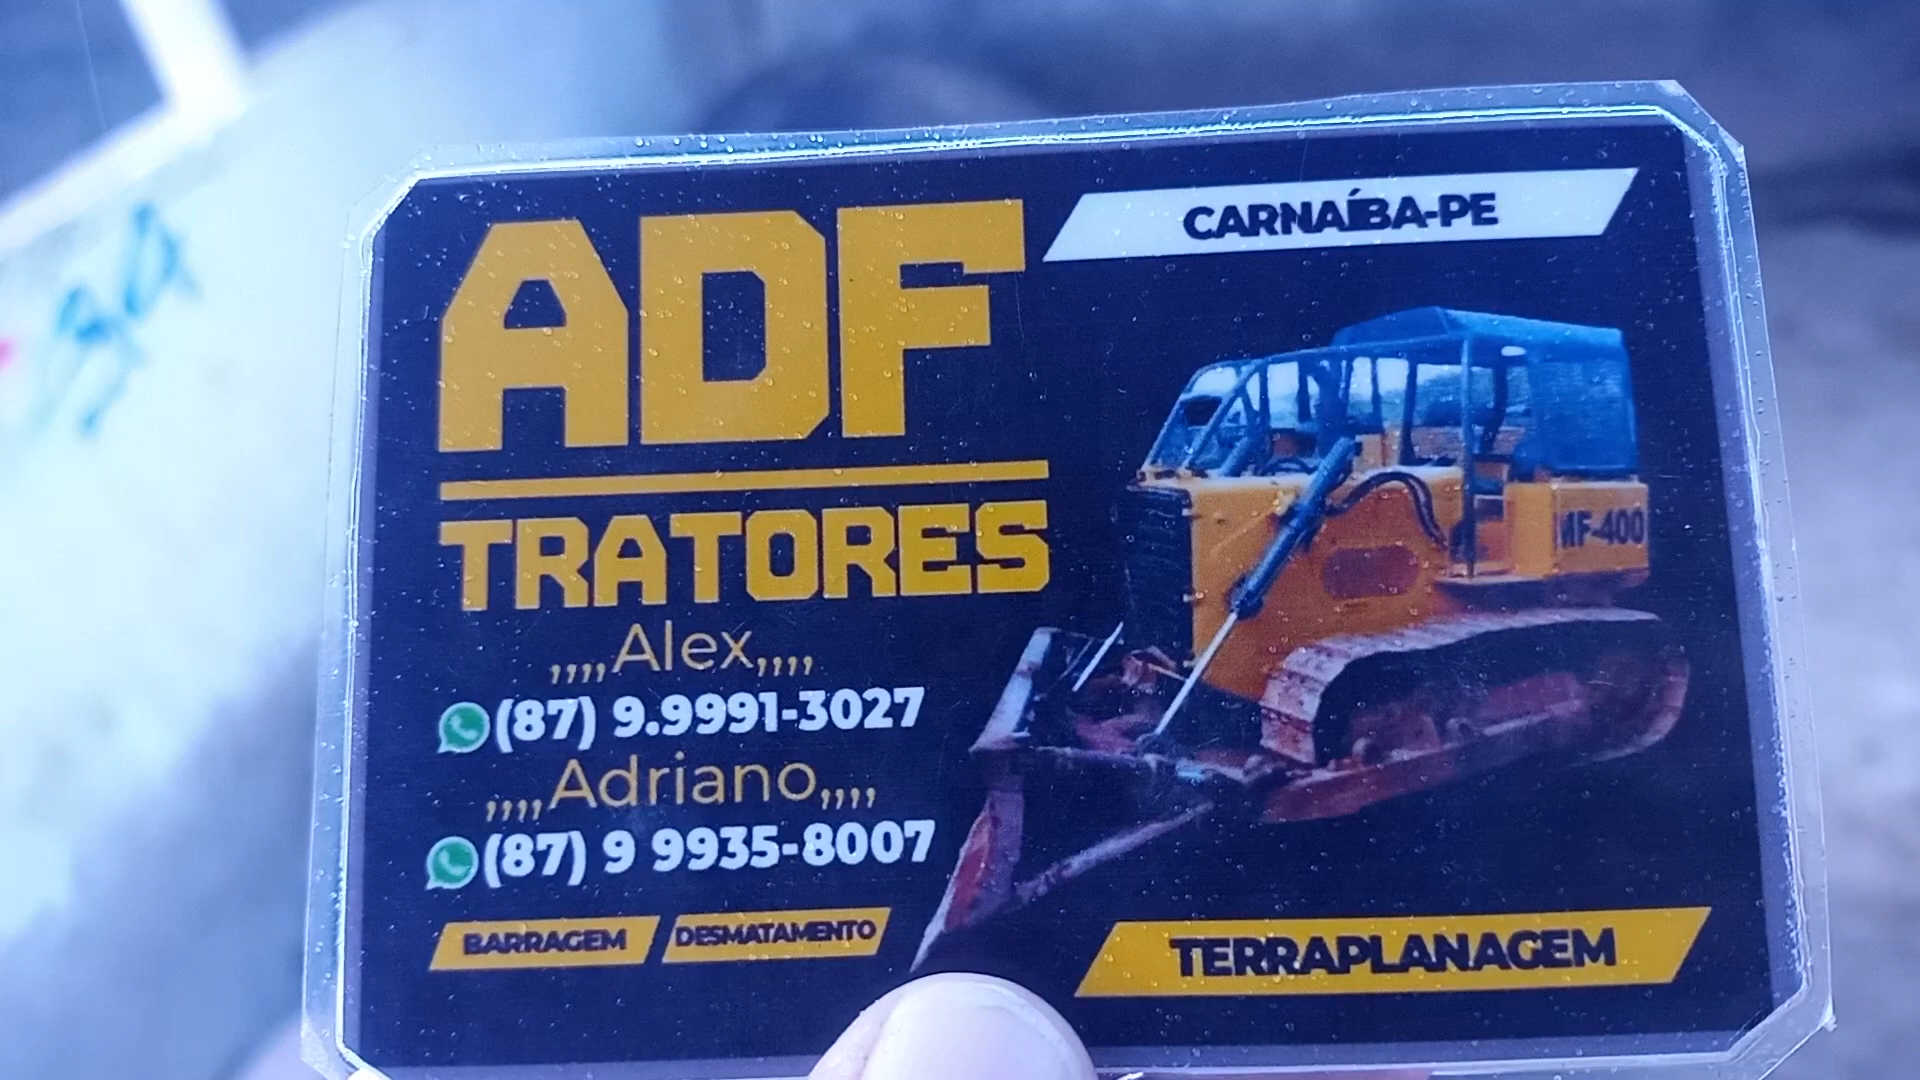 ADF
TRATORES
CARNAÍBA-PE
,,,,Alex,,,,
(87) 9.9991-3027
,,,,Adriano,,,,
(87) 9 9935-8007
BARRAGEM
DESMATAMENTO
MF-400
TERRAPLANAGEM